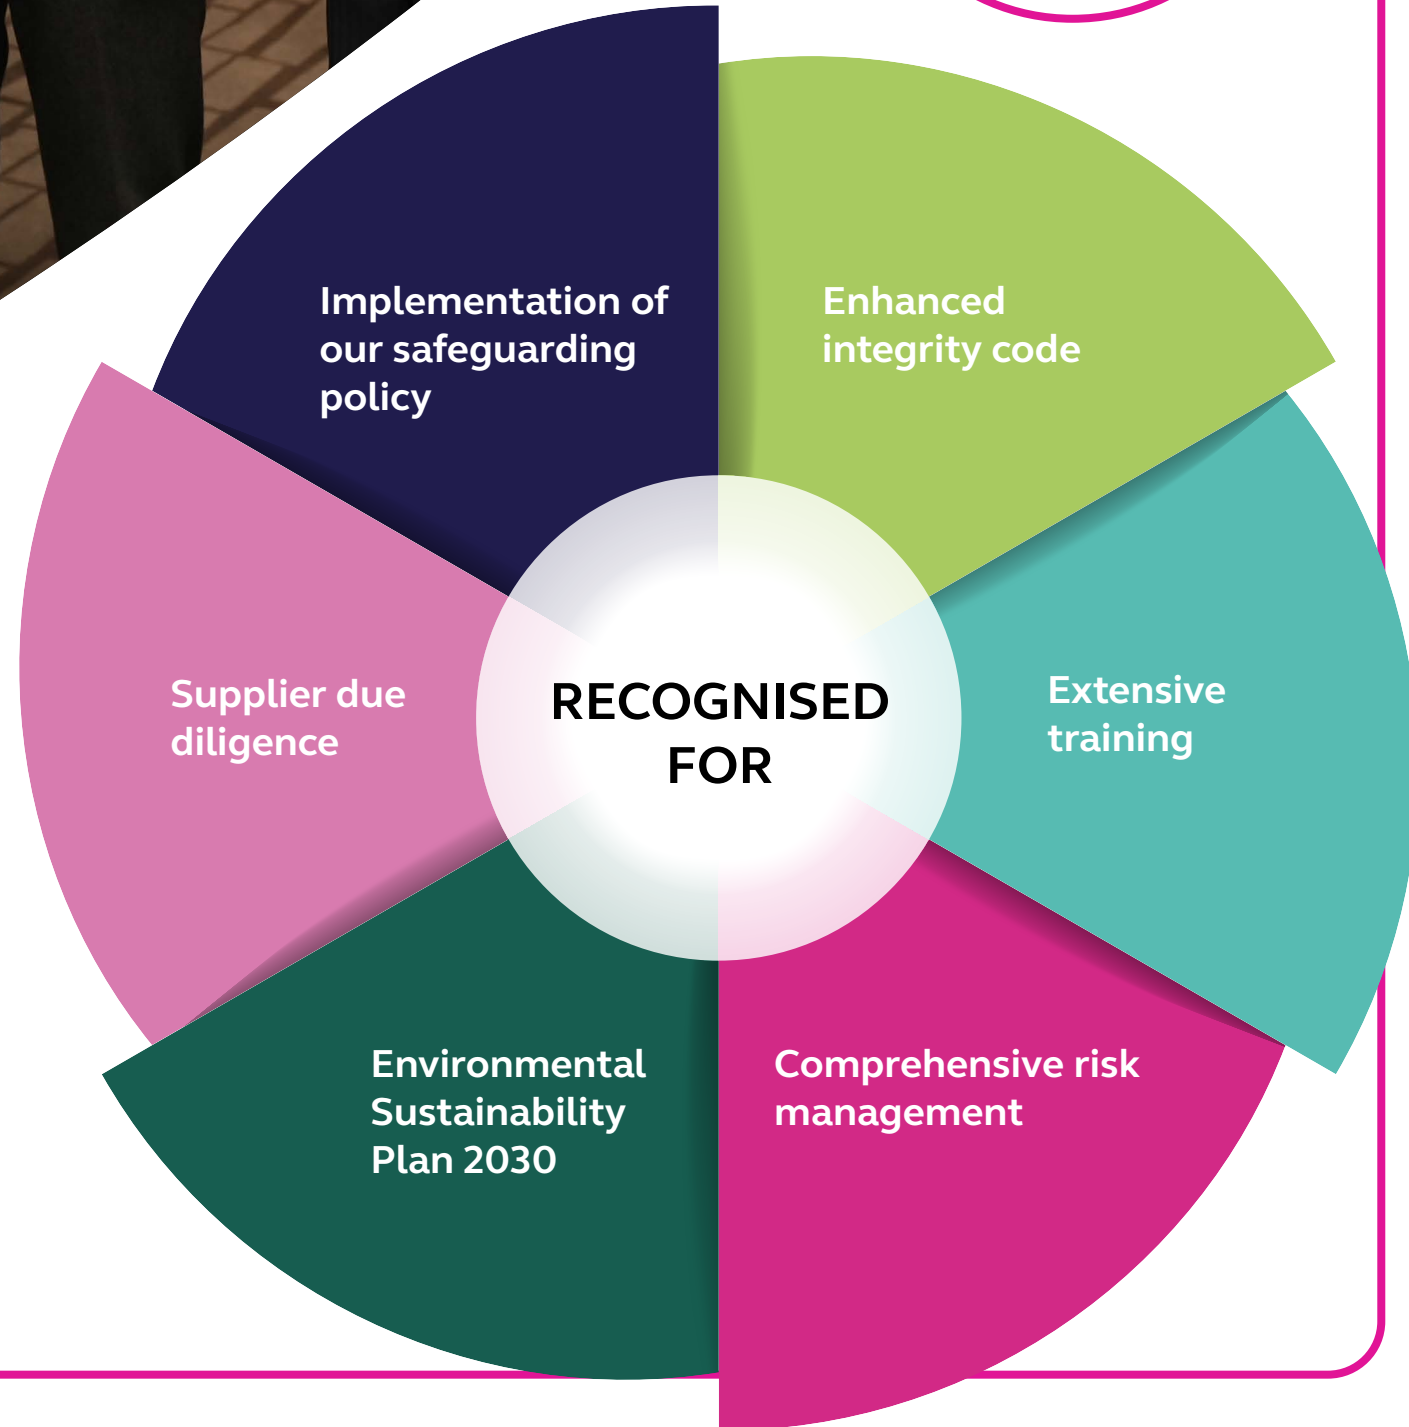 Implementation of
our safeguarding
policy
Enhanced
integrity code
Supplier due
diligence
RECOGNISED
FOR
Extensive
training
Environmental
Sustainability
Plan 2030
Comprehensive risk
management